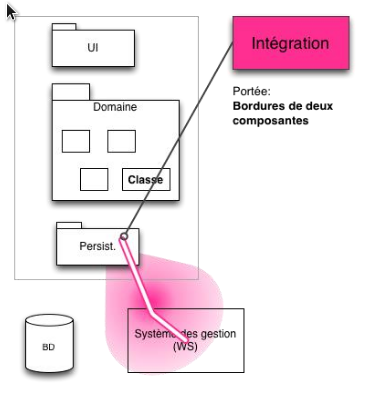 UI
Intégration
Domaine
Portée:
Bordures de deux
composantes
Classe
Persist.
Système des gestion
(WS)
BD